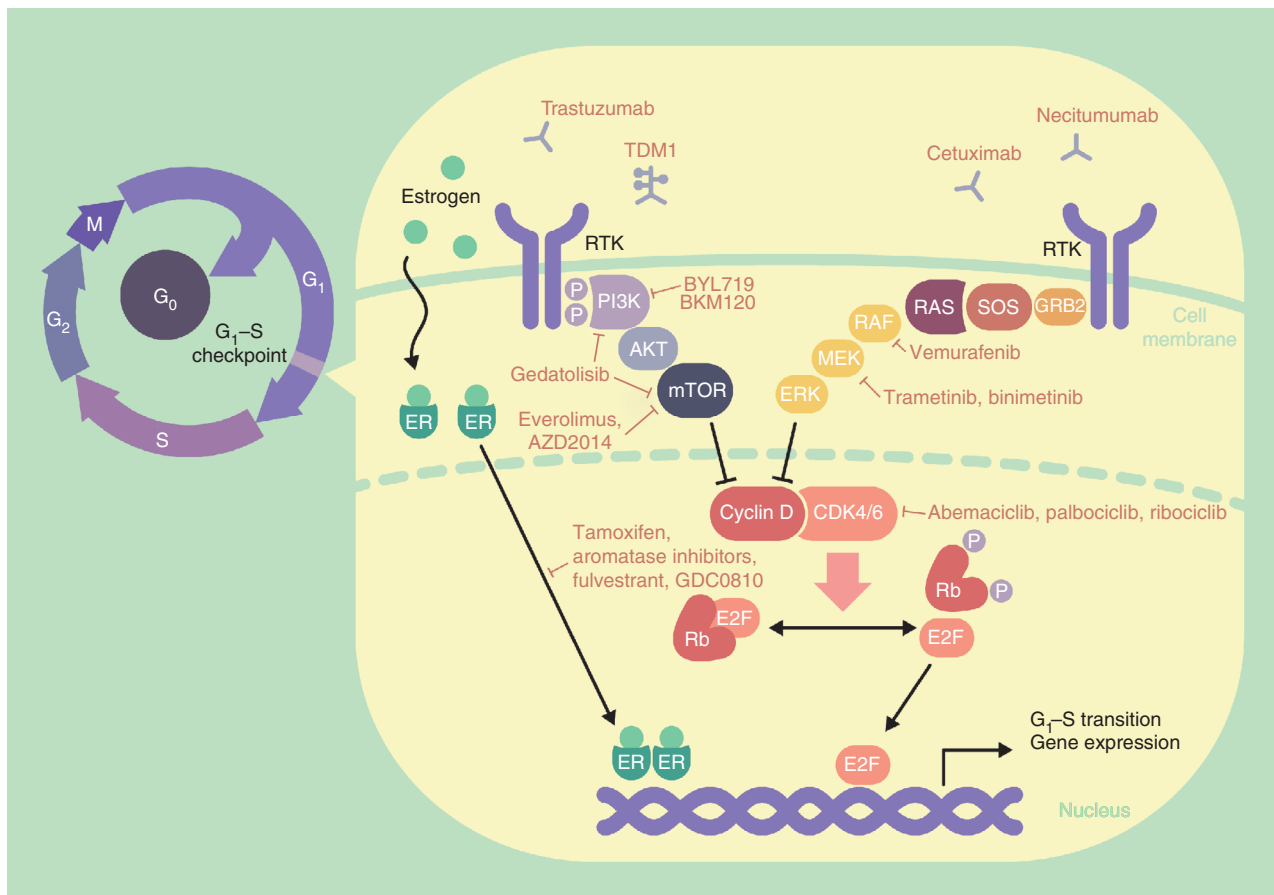 Trastuzumab
TDM1
Necitumumab
Cetuximab
Estrogen
RTK
RTK
M
G1
G0
G2
S
G1–S
checkpoint
P
P
PI3K
BYL719
BKM120
AKT
mTOR
Gedatolisib
Everolimus,
AZD2014
RAS
SOS
GRB2
RAF
MEK
ERK
Vemurafenib
Trametinib, binimetinib
Cell
membrane
ER
ER
Cyclin D
CDK4/6
Abemaciclib, palbociclib, ribociclib
Tamoxifen,
aromatase inhibitors,
fulvestrant, GDC0810
Rb
E2F
P
Rb
P
E2F
ER
ER
E2F
G1–S transition
Gene expression
Nucleus